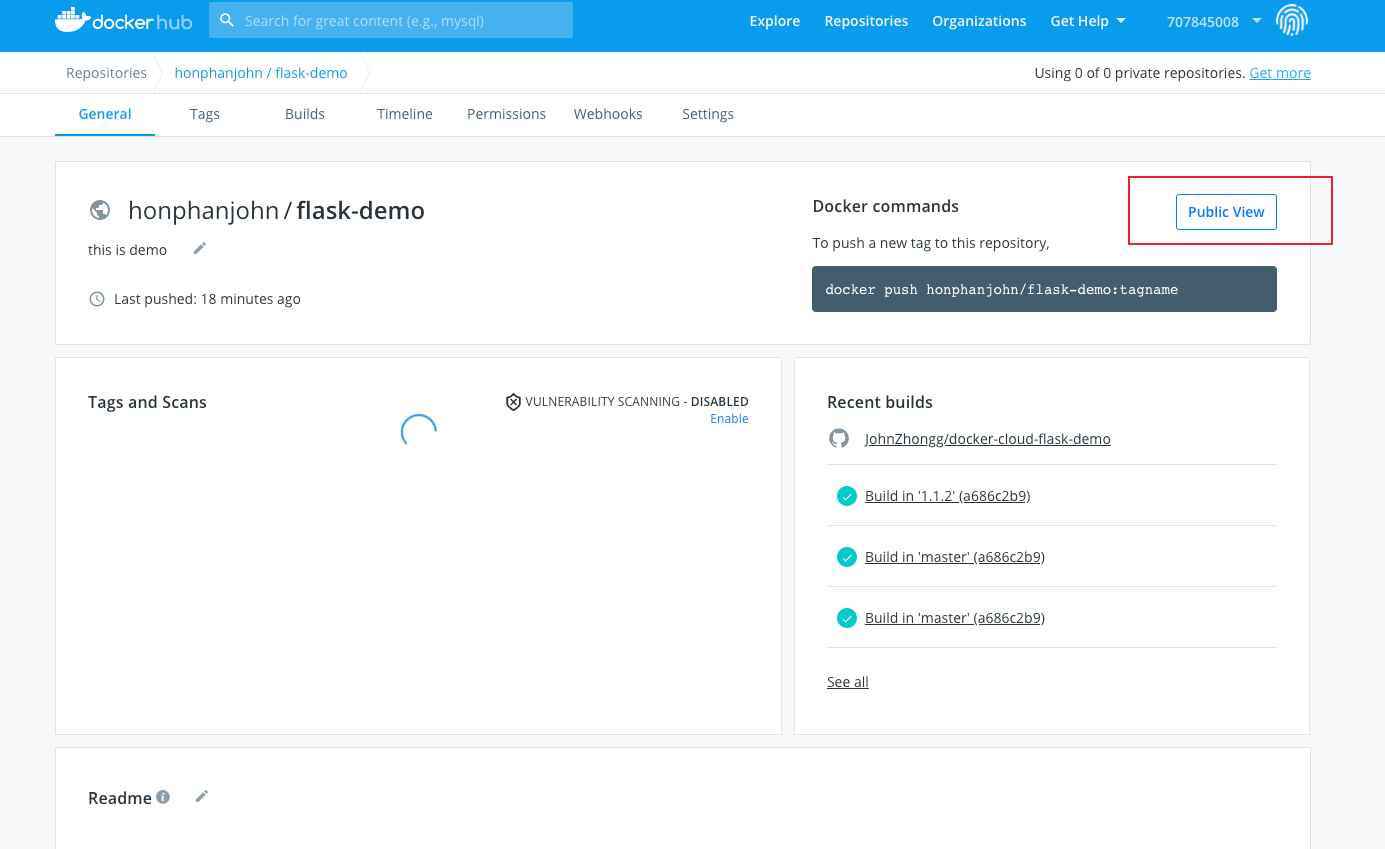 dockerhub
Search for great content (e.g., mysql)
Explore
Repositories
Organizations
Get Help
707845008
Repositories
honphanjohn / flask-demo
Using 0 of 0 private repositories. Get more
General
Tags
Builds
Timeline
Permissions
Webhooks
Settings
honphanjohn / flask-demo
this is demo
Last pushed: 18 minutes ago
Docker commands
Public View
To push a new tag to this repository,
docker push honphanjohn/flask-demo:tagname
Tags and Scans
VULNERABILITY SCANNING - DISABLED
Enable
Recent builds
JohnZhongg/docker-cloud-flask-demo
Build in '1.1.2' (a686c2b9)
Build in 'master' (a686c2b9)
Build in 'master' (a686c2b9)
See all
Readme